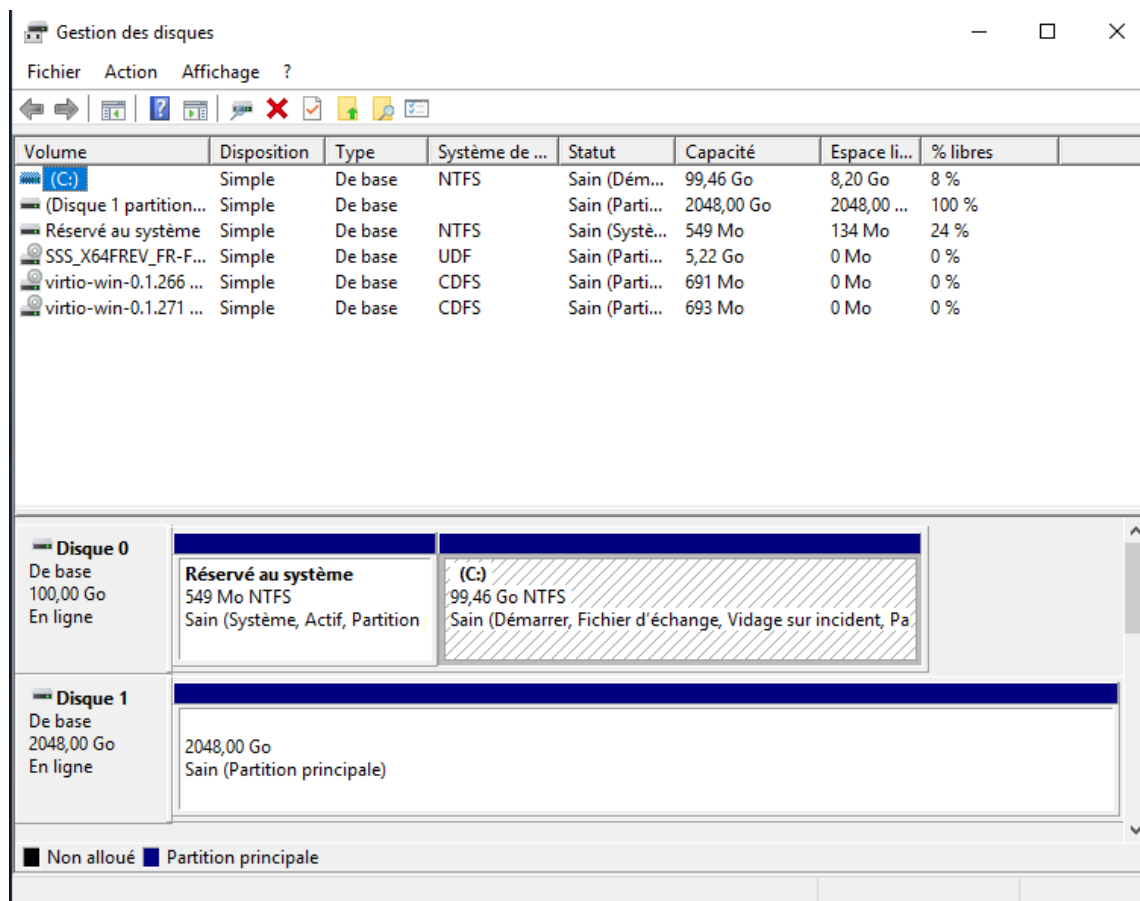 Gestion des disques
Fichier Action Affichage ?
Volume Disposition Type Système de ... Statut Capacité Espace li... % libres
(C:) Simple De base NTFS Sain (Dém... 99,46 Go 8,20 Go 8 %
(Disque 1 partition... Simple De base Sain (Parti... 2048,00 Go 2048,00 ... 100 %
Réservé au système Simple De base NTFS Sain (Systè... 549 Mo 134 Mo 24 %
SSS_X64FREV_FR-F... Simple De base UDF Sain (Parti... 5,22 Go 0 Mo 0 %
virtio-win-0.1.266 ... Simple De base CDFS Sain (Parti... 691 Mo 0 Mo 0 %
virtio-win-0.1.271 ... Simple De base CDFS Sain (Parti... 693 Mo 0 Mo 0 %
Disque 0
De base
100,00 Go
En ligne
Réservé au système
549 Mo NTFS
Sain (Système, Actif, Partition
(C:)
99,46 Go NTFS
Sain (Démarrer, Fichier d'échange, Vidage sur incident, Pa
Disque 1
De base
2048,00 Go
En ligne
2048,00 Go
Sain (Partition principale)
Non alloué Partition principale